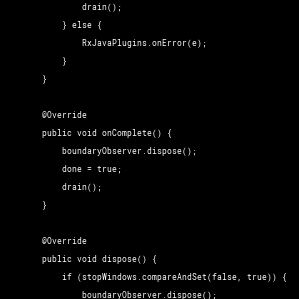 drain();
} else {
RxJavaPlugins.onError(e);
}
}
@Override
public void onComplete() {
boundaryObserver.dispose();
done = true;
drain();
}
@Override
public void dispose() {
if (stopWindows.compareAndSet(false, true)) {
boundaryObserver.dispose();